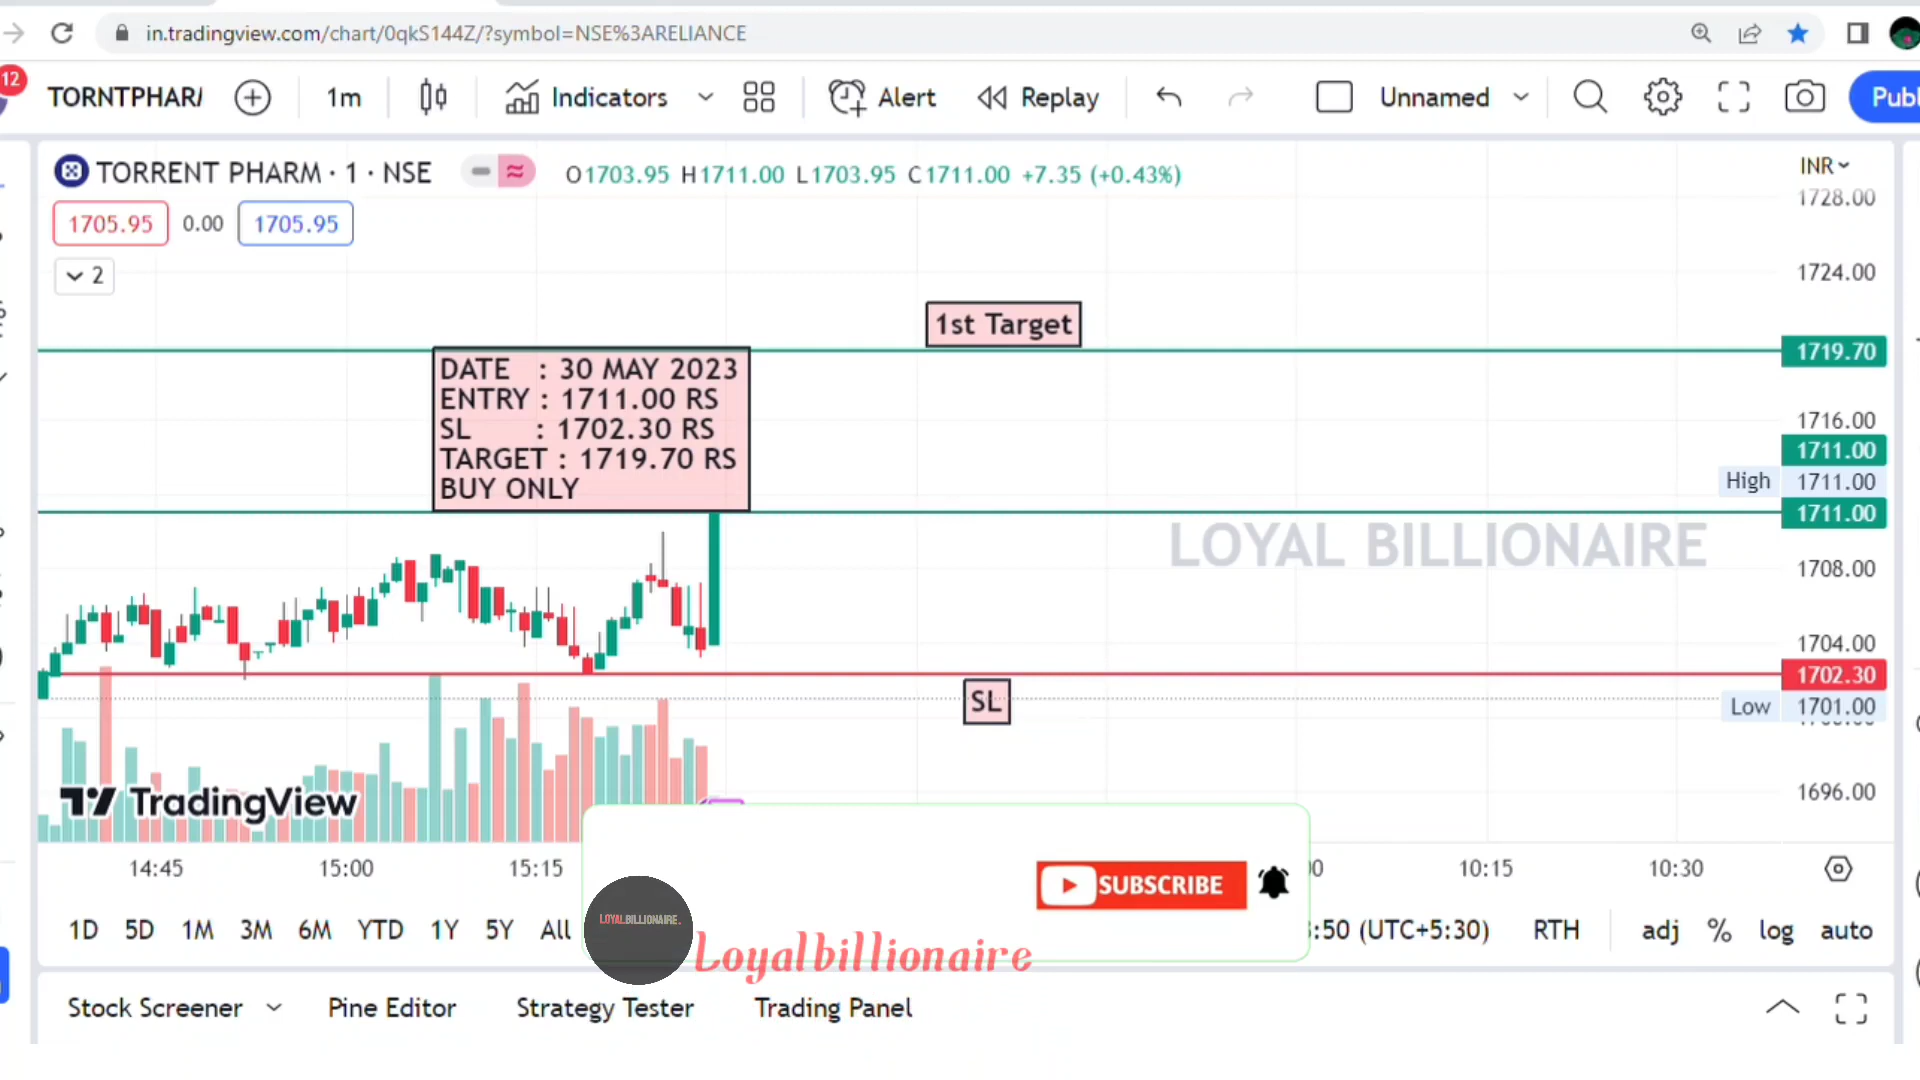 in.tradingview.com/chart/0qkS144Z/?symbol=NSE%3ARELIANCE
12
TORNTPHARM
1m
Indicators
Alert
Replay
Unnamed
Publ
TORRENT PHARM · 1 · NSE
O1703.95 H1711.00 L1703.95 C1711.00 +7.35 (+0.43%)
INR
1705.95 0.00 1705.95
2
1728.00
1724.00
1st Target
1719.70
DATE : 30 MAY 2023
ENTRY : 1711.00 RS
SL : 1702.30 RS
TARGET : 1719.70 RS
BUY ONLY
1716.00
1711.00
High 1711.00
1711.00
LOYAL BILLIONAIRE
1708.00
1704.00
1702.30
SL
Low 1701.00
1696.00
TradingView
14:45 15:00 15:15
10:15 10:30
SUBSCRIBE
LOYALBILLIONAIRE.
Loyalbillionaire
1D 5D 1M 3M 6M YTD 1Y 5Y All
:50 (UTC+5:30) RTH adj % log auto
Stock Screener Pine Editor Strategy Tester Trading Panel